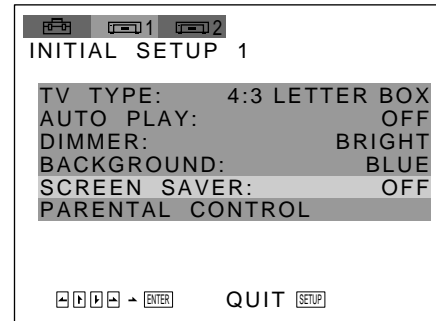 1 2
INITIAL SETUP 1
TV TYPE: 4:3 LETTER BOX
AUTO PLAY: OFF
DIMMER: BRIGHT
BACKGROUND: BLUE
SCREEN SAVER: OFF
PARENTAL CONTROL
ENTER QUIT SETUP